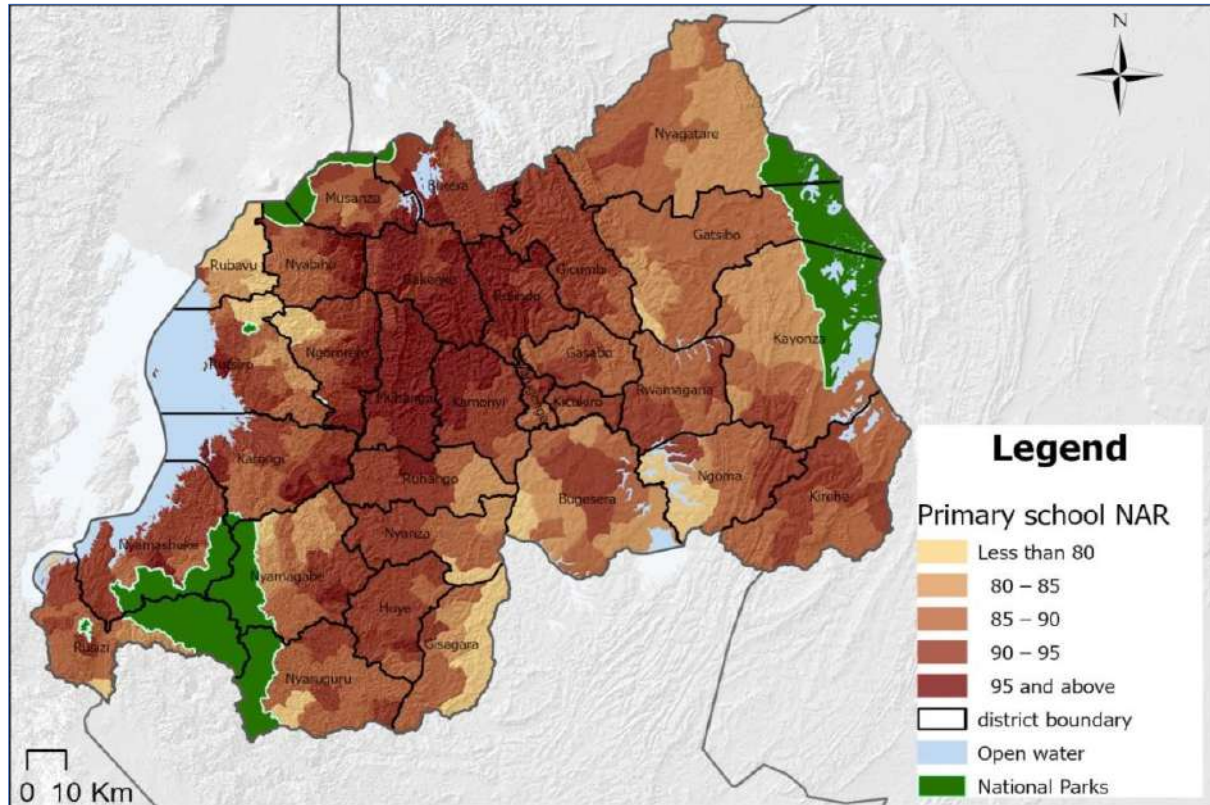 N
Nyagatare
Burera
Musanze
Gatsibo
Rubavu
Nyabihu
Gakenke
Gicumbi
Rulindo
Kayonza
Rutsiro
Ngororero
Gasabo
Rwamagana
Muhanga
Kamonyi
Kicukiro
Karongi
Ruhango
Bugesera
Ngoma
Kirehe
Nyanza
Nyamasheke
Nyamagabe
Huye
Gisagara
Rusizi
Nyaruguru
Legend
Primary school NAR
Less than 80
80 – 85
85 – 90
90 – 95
95 and above
district boundary
Open water
National Parks
0 10 Km